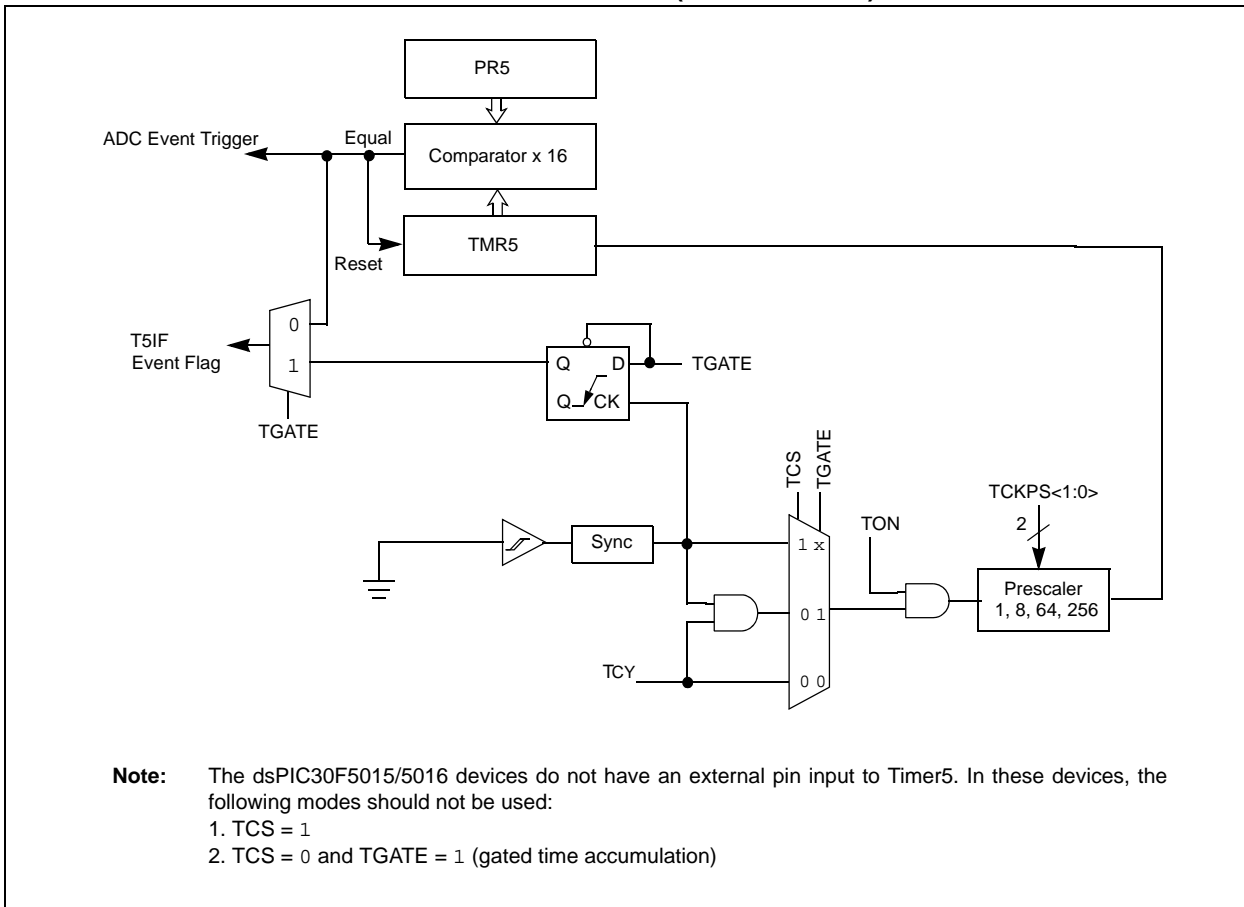 PR5
ADC Event Trigger
Equal
Comparator x 16
TMR5
Reset
0
1
T5IF
Event Flag
TGATE
Q
D
Q
CK
TGATE
TCS
TGATE
TCKPS<1:0>
2
TON
Sync
1 x
0 1
0 0
Prescaler
1, 8, 64, 256
TCY
Note: The dsPIC30F5015/5016 devices do not have an external pin input to Timer5. In these devices, the
following modes should not be used:
1. TCS = 1
2. TCS = 0 and TGATE = 1 (gated time accumulation)